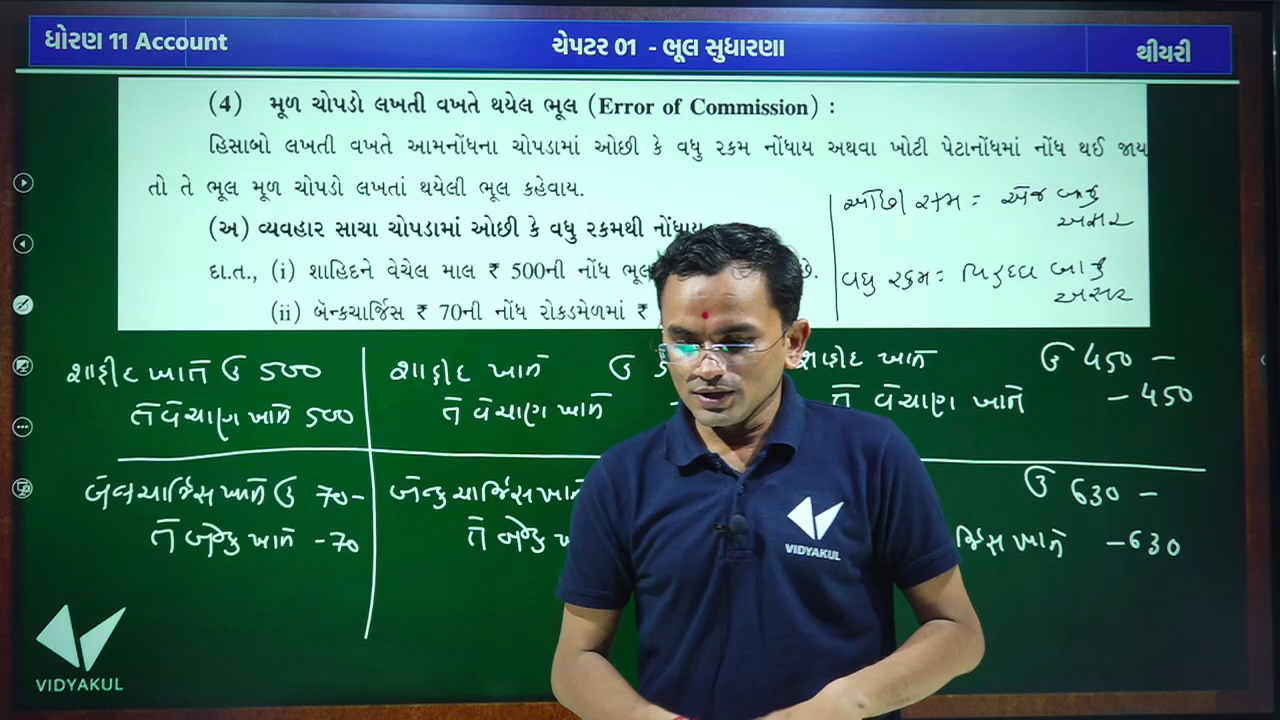 ધોરણ 11 Account
ચેપટર 01 - ભૂલ સુધારણા
થીયરી
(4) મૂળ ચોપડો લખતી વખતે થયેલ ભૂલ (Error of Commission) :
હિસાબો લખતી વખતે આમનોંધના ચોપડામાં ઓછી કે વધુ રકમ નોંધાય અથવા ખોટી પેટાનોંધમાં નોંધ થઈ જાય
તો તે ભૂલ મૂળ ચોપડો લખતાં થયેલી ભૂલ કહેવાય.
(અ) વ્યવહાર સાચા ચોપડામાં ઓછી કે વધુ રકમથી નોંધાય
દા.ત., (i) શાહિદને વેચેલ માલ ₹ 500ની નોંધ ભૂલ છે.
(ii) બૅન્કચાર્જિસ ₹ 70ની નોંધ રોકડમેળમાં ₹
ઓછી રકમ = એજ બાજુ
અસર
વધુ રકમ = વિરુદ્ધ બાજુ
અસર
શાહીદ ખાતે ઉ 500
તે વેચાણ ખાતે 500
શાહીદ ખાતે ઉ
તે વેચાણ ખાતે
શાહીદ ખાતે ઉ 450 –
તે વેચાણ ખાતે – 450
બેંન્કચાર્જિસ ખાતે ઉ 70 –
તે બેન્ક ખાતે – 70
બેન્કચાર્જિસ ખાતે
તે બેન્ક
ઉ 630 –
ખાતે – 630
VIDYAKUL
VIDYAKUL